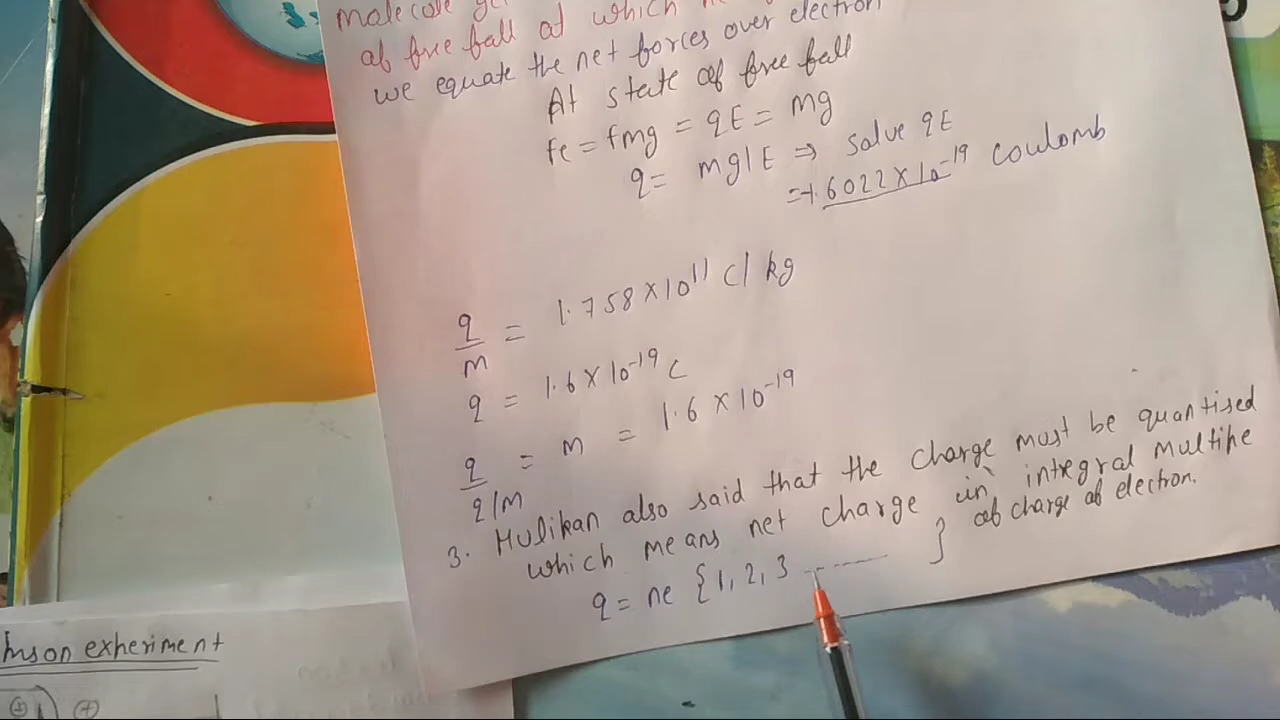 molecule
of free fall at which
we equate the net forces over electron
At state of free fall
fe = fmg = qE = mg
q = mg/E ⇒ solve qE
= 1.6022 × 10⁻¹⁹ coulomb
q/m = 1.758 × 10¹¹ C/kg
q = 1.6 × 10⁻¹⁹ C
q/q/m = m = 1.6 × 10⁻¹⁹
3. Mulikan also said that the charge must be quantised
which means net charge in integral multiple
of charge of electron.
q = ne {1, 2, 3 ------- }
mson experiment